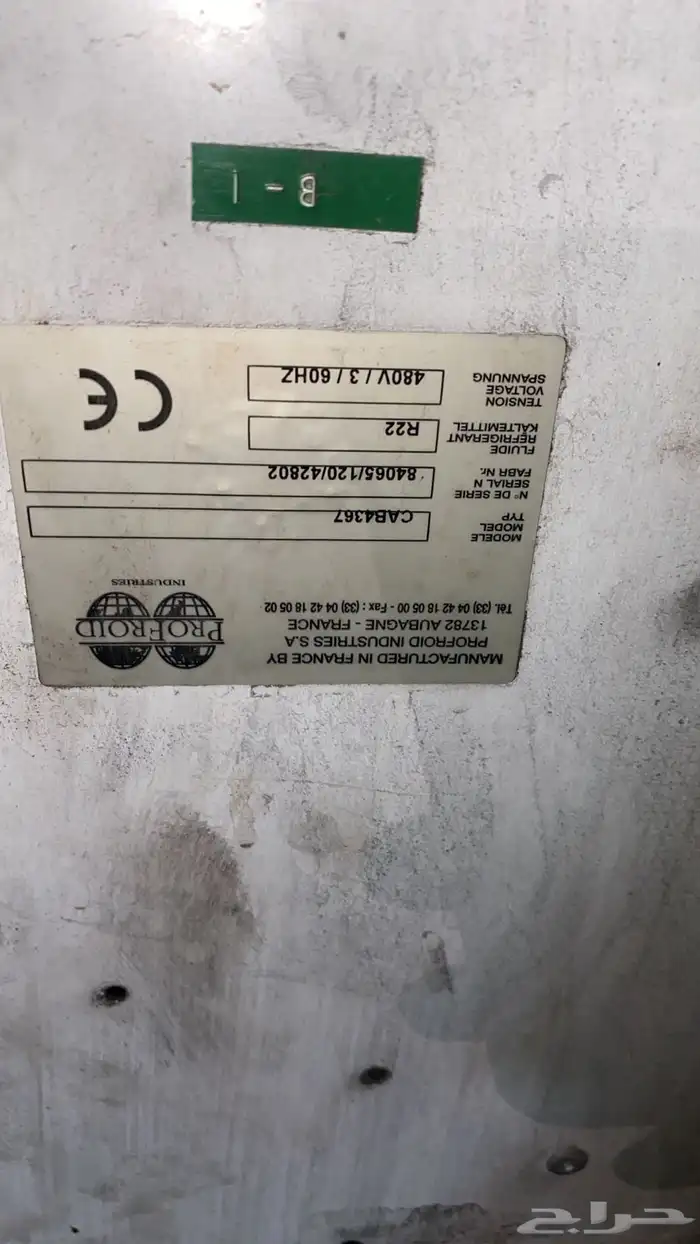 MANUFACTURED IN FRANCE BY
PROFROID INDUSTRIES S.A
13782 AUBAGNE - FRANCE
Tél. (33) 04 42 18 05 00 - Fax : (33) 04 42 18 05 02
PROFROID
INDUSTRIES
MODELE
MODEL
TYP
CAB4367
N° DE SERIE
SERIAL N
FABR Nr.
84065/120/42802
FLUIDE
REFRIGERANT
KÄLTEMITTEL
R22
TENSION
VOLTAGE
SPANNUNG
480V / 3 / 60HZ
CE
B - I
حراج